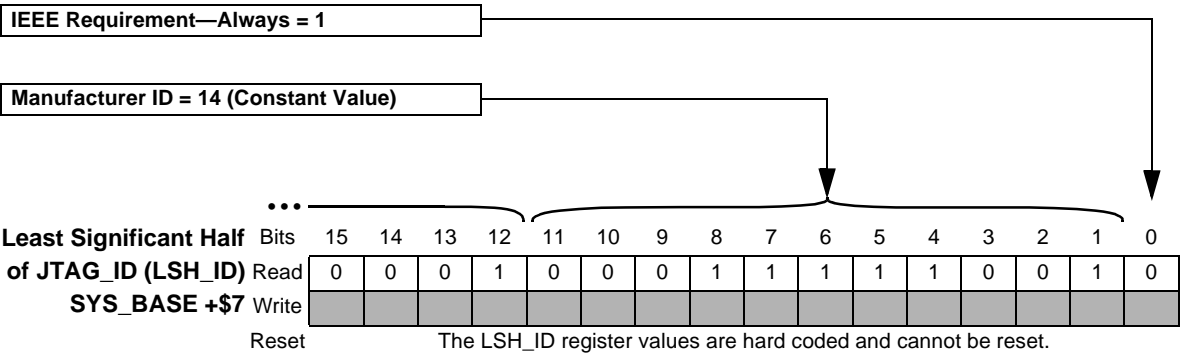 IEEE Requirement—Always = 1
Manufacturer ID = 14 (Constant Value)
•••
Least Significant Half Bits 15 14 13 12 11 10 9 8 7 6 5 4 3 2 1 0
of JTAG_ID (LSH_ID) Read 0 0 0 1 0 0 0 1 1 1 1 1 0 0 1 0
SYS_BASE +$7 Write
Reset The LSH_ID register values are hard coded and cannot be reset.